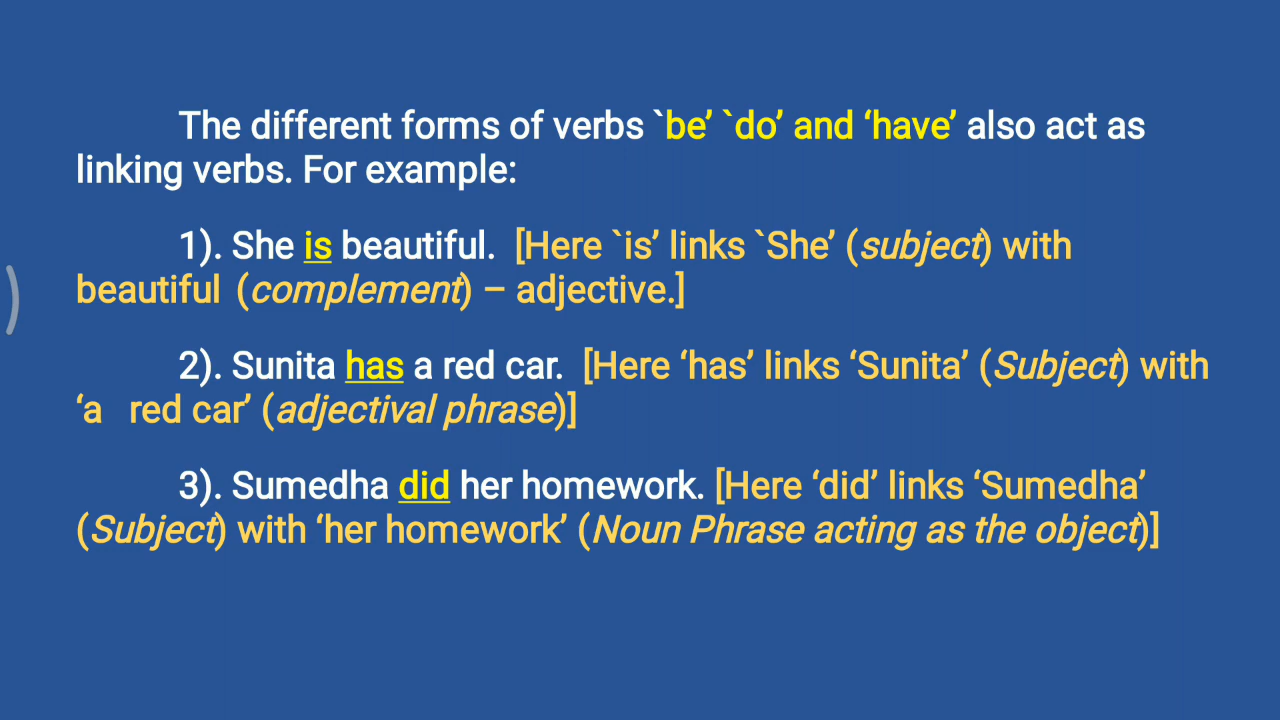 The different forms of verbs `be’ `do’ and ‘have’ also act as
linking verbs. For example:
1). She is beautiful. [Here `is’ links `She’ (subject) with
beautiful (complement) – adjective.]
2). Sunita has a red car. [Here ‘has’ links ‘Sunita’ (Subject) with
‘a red car’ (adjectival phrase)]
3). Sumedha did her homework. [Here ‘did’ links ‘Sumedha’
(Subject) with ‘her homework’ (Noun Phrase acting as the object)]